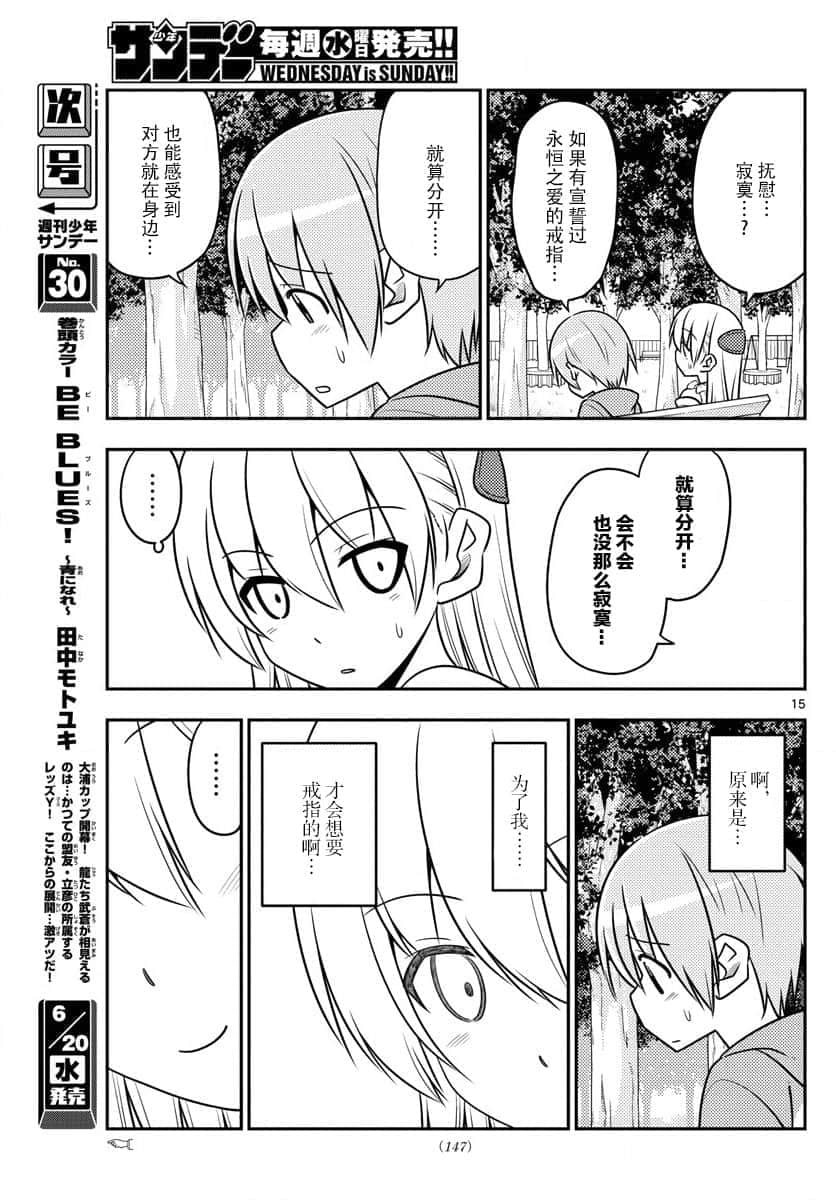 少年サンデー
毎週水曜日発売!!
WEDNESDAY is SUNDAY!!
抚慰…
寂寞…?
如果有宣誓过
永恒之爱的戒指…
就算分开…
……
也能感受到
对方就在身边…
就算分开…
会不会
也没那么寂寞…
……
15
啊,
原来是…
为了我……
才会想要
戒指的啊…
……
(147)
次号
週刊少年
サンデー
No.
30
巻頭カラー
BE BLUES!
~青になれ~
田中モトユキ
大浦カップ開幕! 龍たち武蒼が相見える
のは…かつての盟友・立彦の所属する
レッズY! ここからの展開…激アツだ!
6/20
水
発売